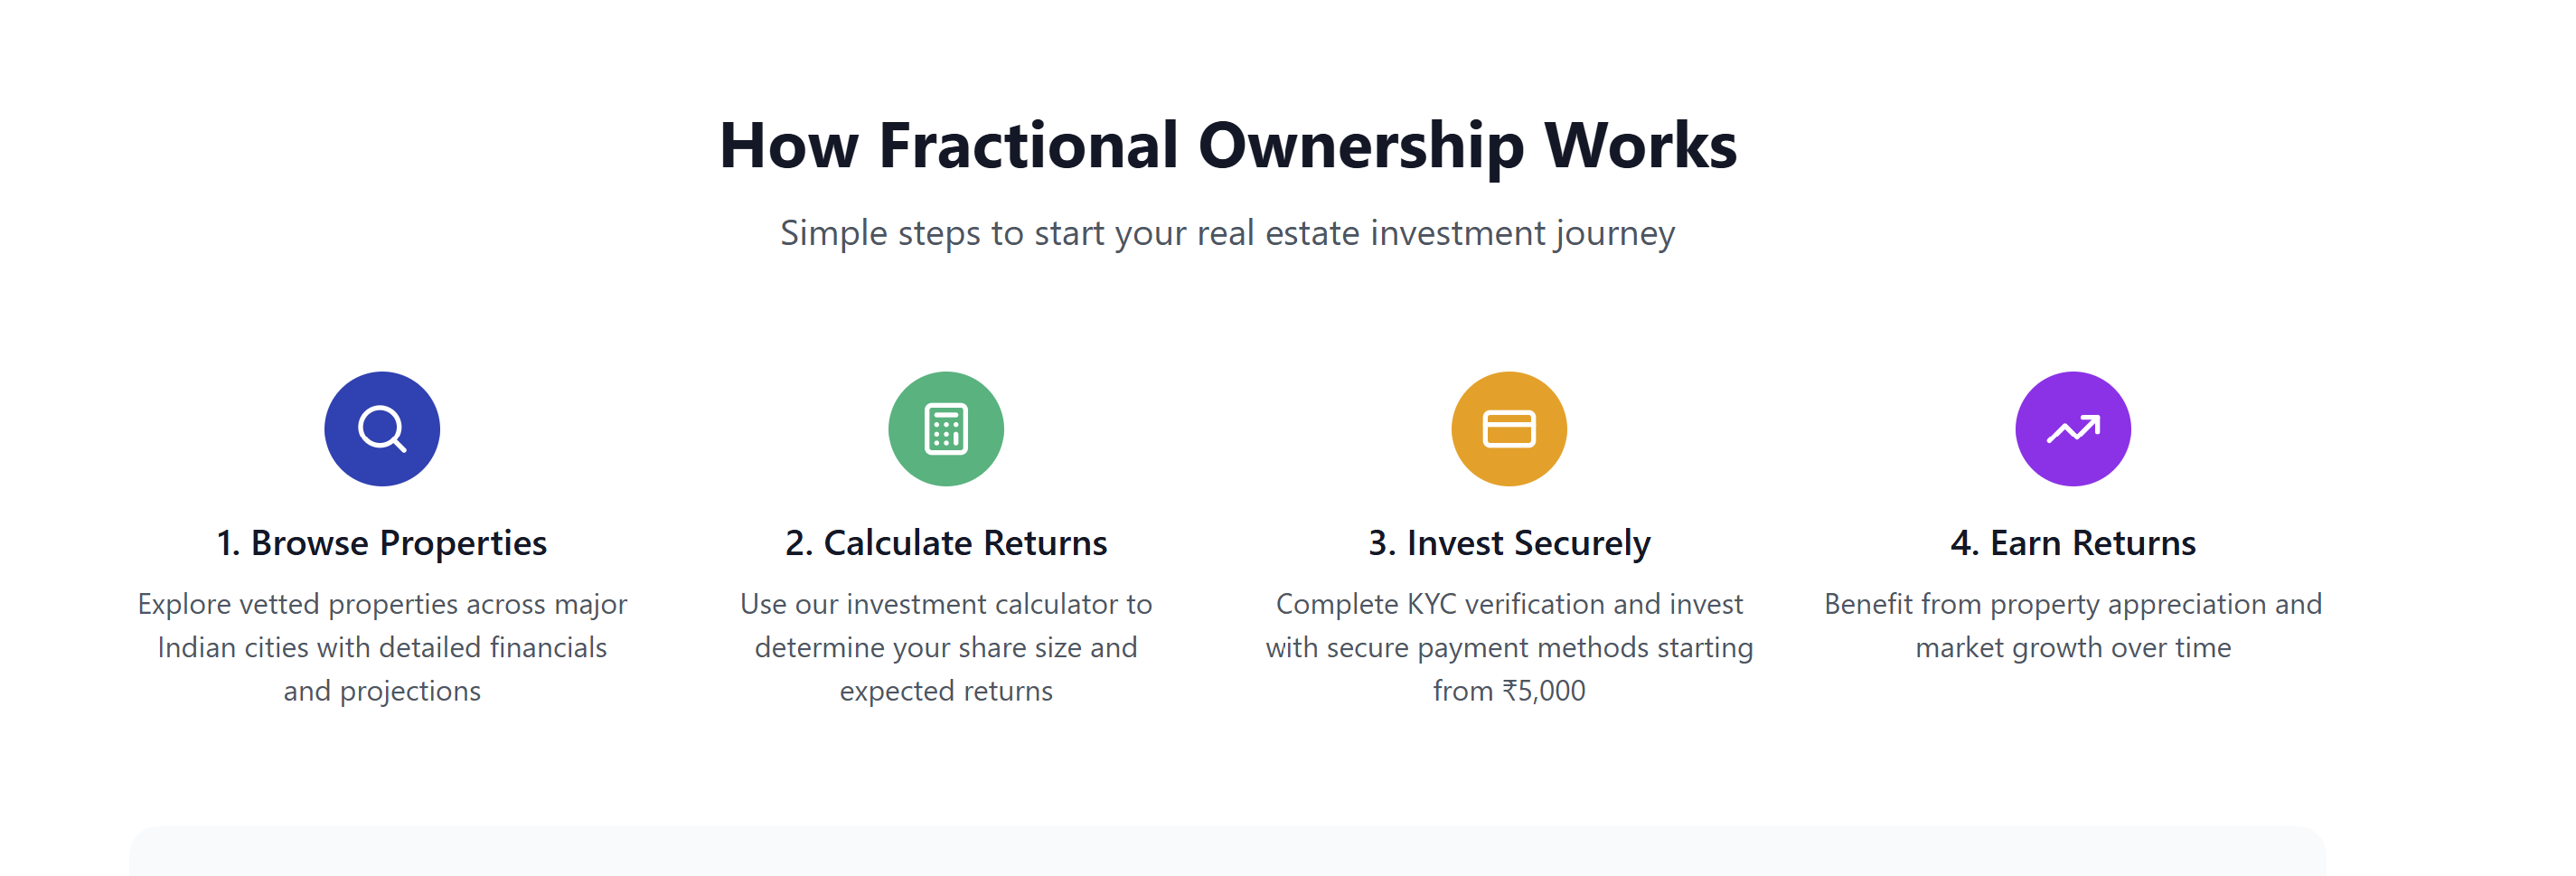 How Fractional Ownership Works
Simple steps to start your real estate investment journey
1. Browse Properties
Explore vetted properties across major
Indian cities with detailed financials
and projections
2. Calculate Returns
Use our investment calculator to
determine your share size and
expected returns
3. Invest Securely
Complete KYC verification and invest
with secure payment methods starting
from ₹5,000
4. Earn Returns
Benefit from property appreciation and
market growth over time